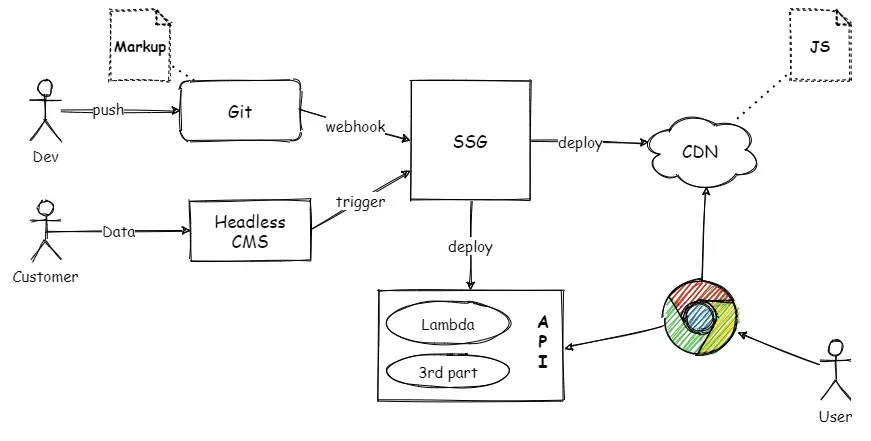 Markup
JS
push
Git
webhook
SSG
deploy
CDN
Dev
trigger
Data
Headless
CMS
deploy
Customer
Lambda
3rd part
A
P
I
User